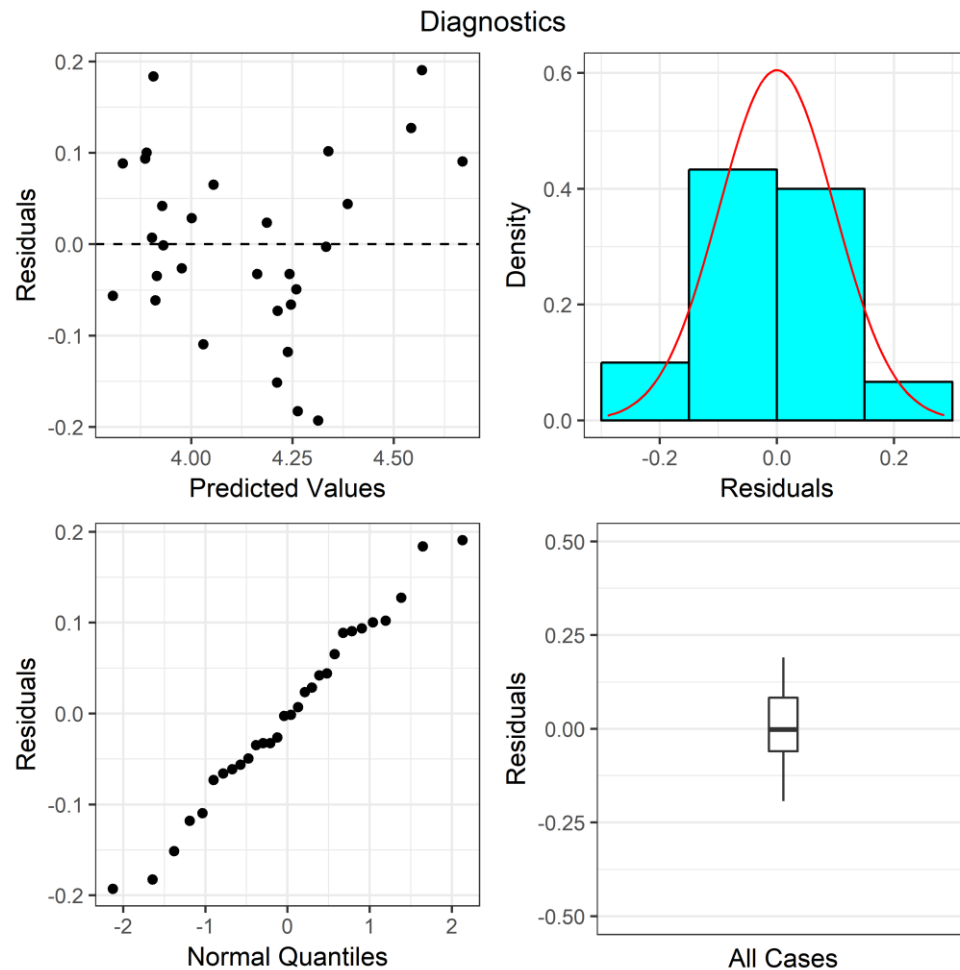 Diagnostics
0.2
0.1
0.0
-0.1
-0.2
Residuals
4.00 4.25 4.50
Predicted Values
0.6
0.4
0.2
0.0
Density
-0.2 0.0 0.2
Residuals
0.2
0.1
0.0
-0.1
-0.2
Residuals
-2 -1 0 1 2
Normal Quantiles
0.50
0.25
0.00
-0.25
-0.50
Residuals
All Cases